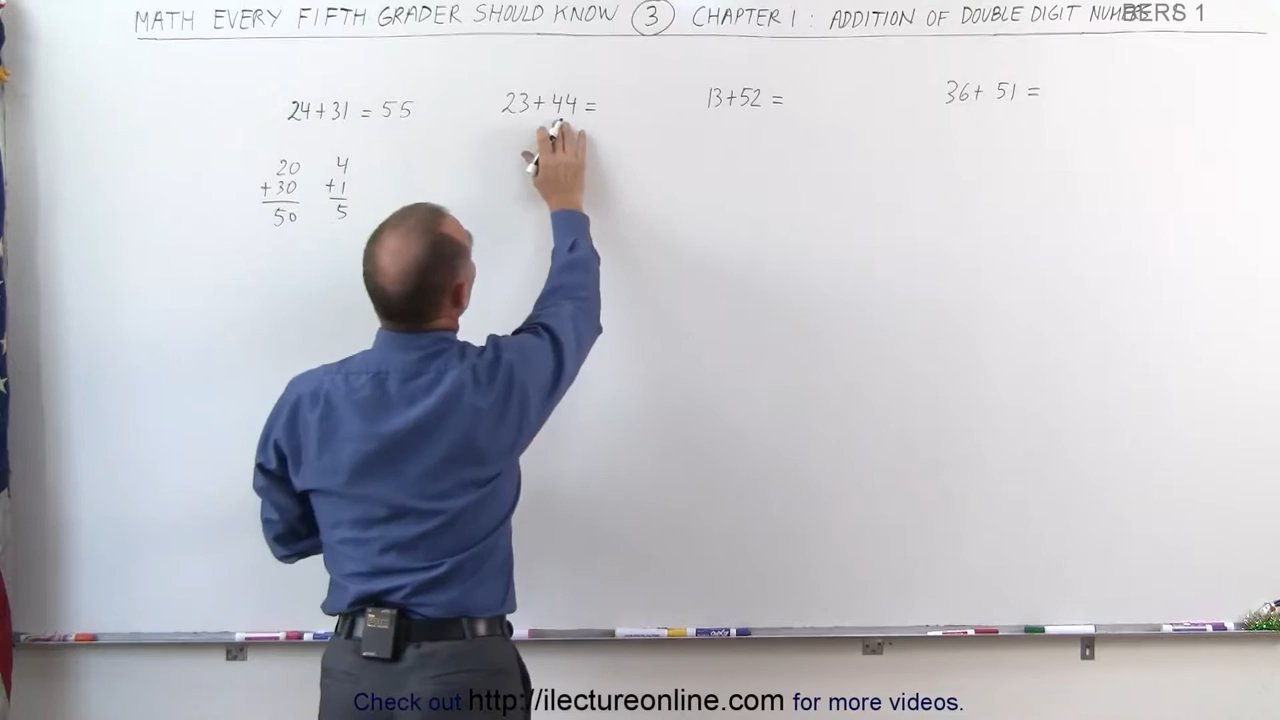 MATH EVERY FIFTH GRADER SHOULD KNOW 3 CHAPTER 1 : ADDITION OF DOUBLE DIGIT NUMBERS 1
24+31 = 55
23+44 =
13+52 =
36+ 51 =
20
+30
50
4
+1
5
Check out http://ilectureonline.com for more videos.